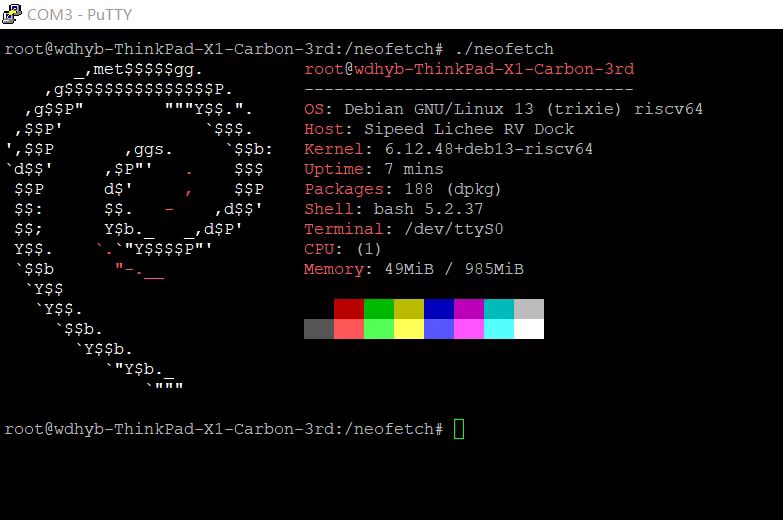 COM3 - PuTTY
root@wdhyb-ThinkPad-X1-Carbon-3rd:/neofetch# ./neofetch
       _,met$$$$$gg.          root@wdhyb-ThinkPad-X1-Carbon-3rd
    ,g$$$$$$$$$$$$$$$P.       ---------------------------------
  ,g$$P"        """Y$$.".     OS: Debian GNU/Linux 13 (trixie) riscv64
 ,$$P'              `$$$.     Host: Sipeed Lichee RV Dock
',$$P       ,ggs.     `$$b:   Kernel: 6.12.48+deb13-riscv64
`d$$'     ,$P"'   .    $$$    Uptime: 7 mins
 $$P      d$'     ,    $$P    Packages: 188 (dpkg)
 $$:      $$.   -    ,d$$'    Shell: bash 5.2.37
 $$;      Y$b._   _,d$P'      Terminal: /dev/ttyS0
 Y$$.    `.`"Y$$$$P"'         CPU: (1)
 `$$b      "-.__              Memory: 49MiB / 985MiB
  `Y$$
   `Y$$.
     `$$b.
       `Y$$b.
          `"Y$b._
              `"""
root@wdhyb-ThinkPad-X1-Carbon-3rd:/neofetch#